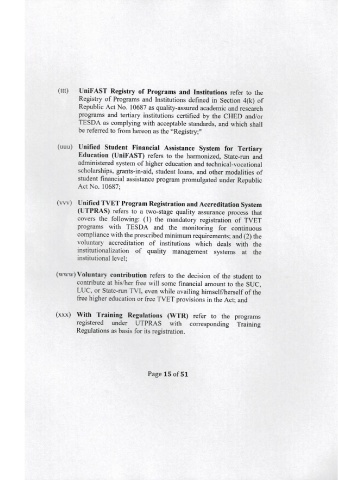 (ttt) UniFAST Registry of Programs and Institutions refer to the
Registry of Programs and Institutions defined in Section 4(k) of
Republic Act No. 10687 as quality-assured academic and research
programs and tertiary institutions certified by the CHED and/or
TESDA as complying with acceptable standards, and which shall
be referred to from hereon as the "Registry;"
(uuu) Unified Student Financial Assistance System for Tertiary
Education (UniFAST) refers to the harmonized, State-run and
administered system of higher education and technical-vocational
scholarships, grants-in-aid, student loans, and other modalities of
student financial assistance program promulgated under Republic
Act No. 10687;
(vvv) Unified TVET Program Registration and Accreditation System
(UTPRAS) refers to a two-stage quality assurance process that
covers the following: (1) the mandatory registration of TVET
programs with TESDA and the monitoring for continuous
compliance with the prescribed minimum requirements; and (2) the
voluntary accreditation of institutions which deals with the
institutionalization of quality management systems at the
institutional level;
(www) Voluntary contribution refers to the decision of the student to
contribute at his/her free will some financial amount to the SUC,
LUC, or State-run TVI, even while availing himself/herself of the
free higher education or free TVET provisions in the Act; and
(xxx) With Training Regulations (WTR) refer to the programs
registered under UTPRAS with corresponding Training
Regulations as basis for its registration.
Page 15 of 51